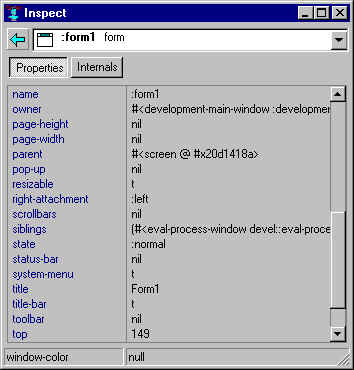 Inspect
:form1 form
Properties Internals
name :form1
owner #<development-main-window :developmen
page-height nil
page-width nil
parent #<screen @ #x20d1418a>
pop-up nil
resizable t
right-attachment :left
scrollbars nil
siblings (#<eval-process-window devel::eval-proce
state :normal
status-bar nil
system-menu t
title Form1
title-bar t
toolbar nil
top 149
window-color null